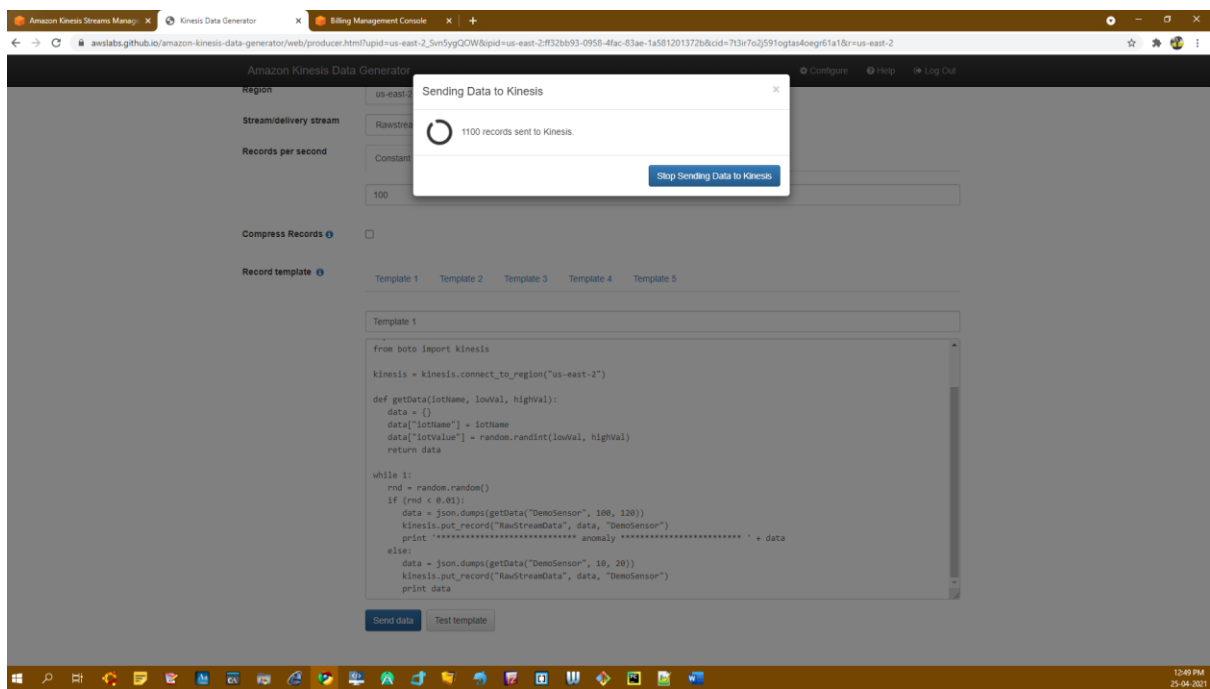 Amazon Kinesis Streams Manage
Kinesis Data Generator
Billing Management Console
awslabs.github.io/amazon-kinesis-data-generator/web/producer.html?upid=us-east-2_5vn5ygQOW&ipid=us-east-2:ff32bb93-0958-4fac-83ae-1a581201372b&cid=7t3ir7o2j591ogtas4oegr61a1&r=us-east-2
Amazon Kinesis Data Generator
Configure Help Log Out
Region
us-east-2
Sending Data to Kinesis
1100 records sent to Kinesis.
Stop Sending Data to Kinesis
Stream/delivery stream
Rawstrea
Records per second
Constant
100
Compress Records
Record template
Template 1 Template 2 Template 3 Template 4 Template 5
Template 1
from boto import kinesis
kinesis = kinesis.connect_to_region("us-east-2")
def getData(iotName, lowVal, highVal):
data = {}
data["iotName"] = iotName
data["iotValue"] = random.randint(lowVal, highVal)
return data
while 1:
rnd = random.random()
if (rnd < 0.01):
data = json.dumps(getData("DemoSensor", 100, 120))
kinesis.put_record("RawStreamData", data, "DemoSensor")
print '***************************** anomaly ************************* ' + data
else:
data = json.dumps(getData("DemoSensor", 10, 20))
kinesis.put_record("RawStreamData", data, "DemoSensor")
print data
Send data Test template
12:49 PM
25-04-2021